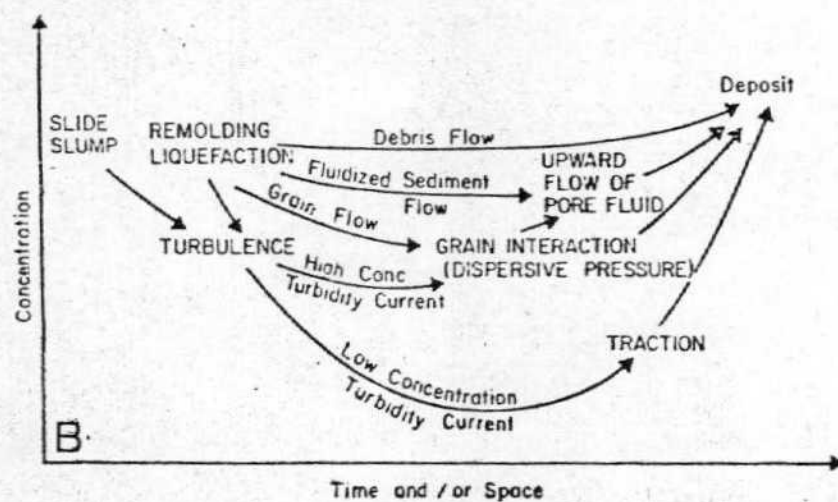 Deposit
SLIDE
SLUMP
REMOLDING
LIQUEFACTION
Debris Flow
UPWARD
FLOW OF
PORE FLUID
Fluidized Sediment
Flow
Grain Flow
TURBULENCE
GRAIN INTERACTION
(DISPERSIVE PRESSURE)
High Conc
Turbidity Current
TRACTION
Low Concentration
Turbidity Current
Concentration
B
Time and / or Space